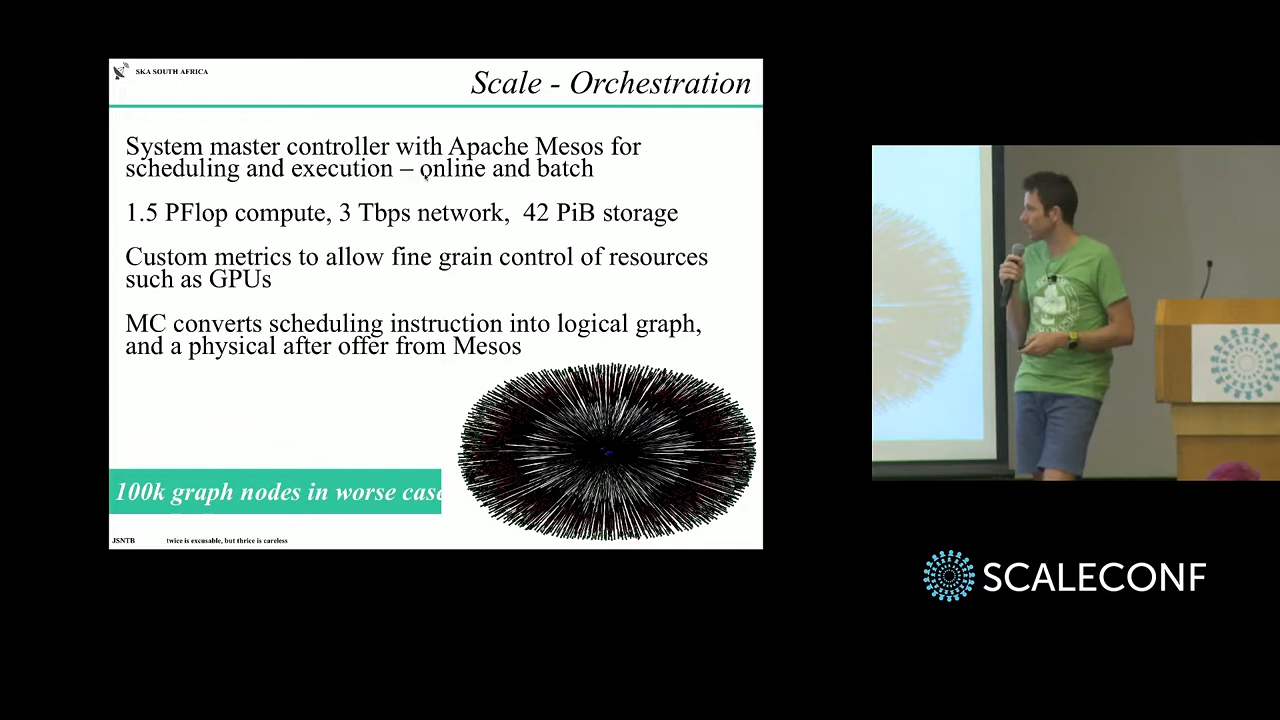 SKA SOUTH AFRICA
Scale - Orchestration
System master controller with Apache Mesos for
scheduling and execution – online and batch
1.5 PFlop compute, 3 Tbps network, 42 PiB storage
Custom metrics to allow fine grain control of resources
such as GPUs
MC converts scheduling instruction into logical graph,
and a physical after offer from Mesos
100k graph nodes in worse case
JSNTB twice is excusable, but thrice is careless
SCALECONF